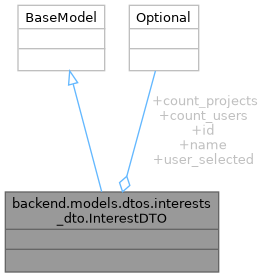 BaseModel
Optional
+count_projects
+count_users
+id
+name
+user_selected
backend.models.dtos.interests
_dto.InterestDTO